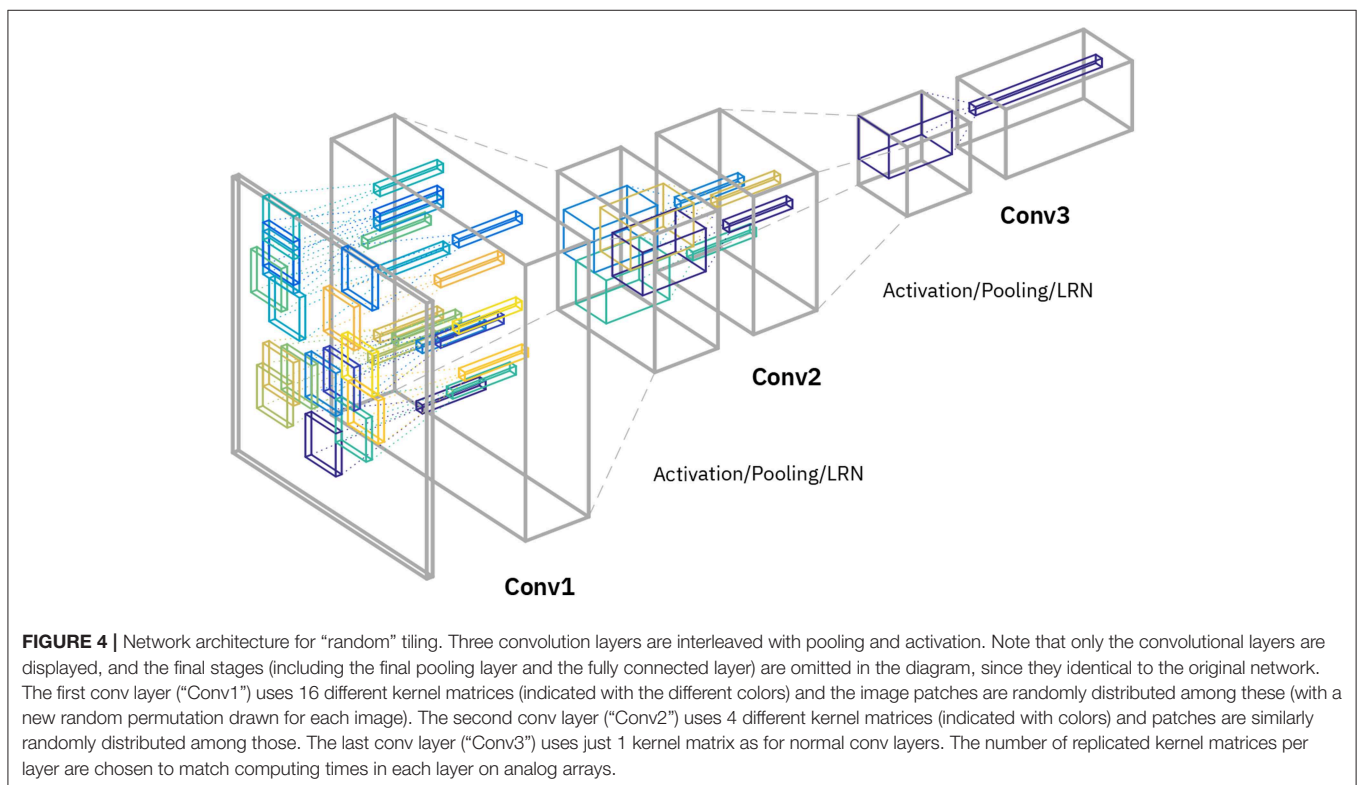 Conv3
Activation/Pooling/LRN
Conv2
Activation/Pooling/LRN
Conv1
FIGURE 4 | Network architecture for “random” tiling. Three convolution layers are interleaved with pooling and activation. Note that only the convolutional layers are
displayed, and the final stages (including the final pooling layer and the fully connected layer) are omitted in the diagram, since they identical to the original network.
The first conv layer (“Conv1”) uses 16 different kernel matrices (indicated with the different colors) and the image patches are randomly distributed among these (with a
new random permutation drawn for each image). The second conv layer (“Conv2”) uses 4 different kernel matrices (indicated with colors) and patches are similarly
randomly distributed among those. The last conv layer (“Conv3”) uses just 1 kernel matrix as for normal conv layers. The number of replicated kernel matrices per
layer are chosen to match computing times in each layer on analog arrays.